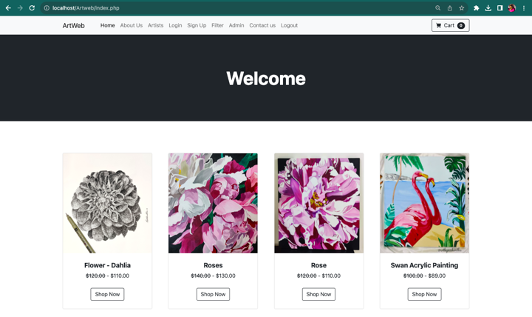 localhost/Artweb/index.php
ArtWeb Home About Us Artists Login Sign Up Filter Admin Contact us Logout Cart 0
Welcome
Flower - Dahlia
$120.00 - $110.00
Shop Now
Roses
$140.00 - $130.00
Shop Now
Rose
$120.00 - $110.00
Shop Now
Swan Acrylic Painting
$100.00 - $89.00
Shop Now